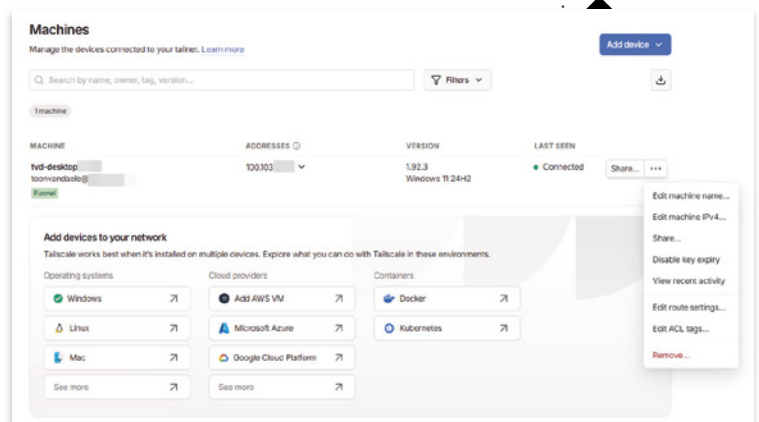 Machines
Manage the devices connected to your tailnet. Learn more
Add device
Search by name, owner, tag, version...
Filters
1 machine
MACHINE ADDRESSES VERSION LAST SEEN
tvd-desktop 100.103 1.92.3 Connected Share...
toonvandaele@ Windows 11 24H2
Funnel
Edit machine name...
Edit machine IPv4...
Share...
Disable key expiry
View recent activity
Edit route settings...
Edit ACL tags...
Remove...
Add devices to your network
Tailscale works best when it's installed on multiple devices. Explore what you can do with Tailscale in these environments.
Operating systems Cloud providers Containers
Windows Add AWS VM Docker
Linux Microsoft Azure Kubernetes
Mac Google Cloud Platform
See more See more